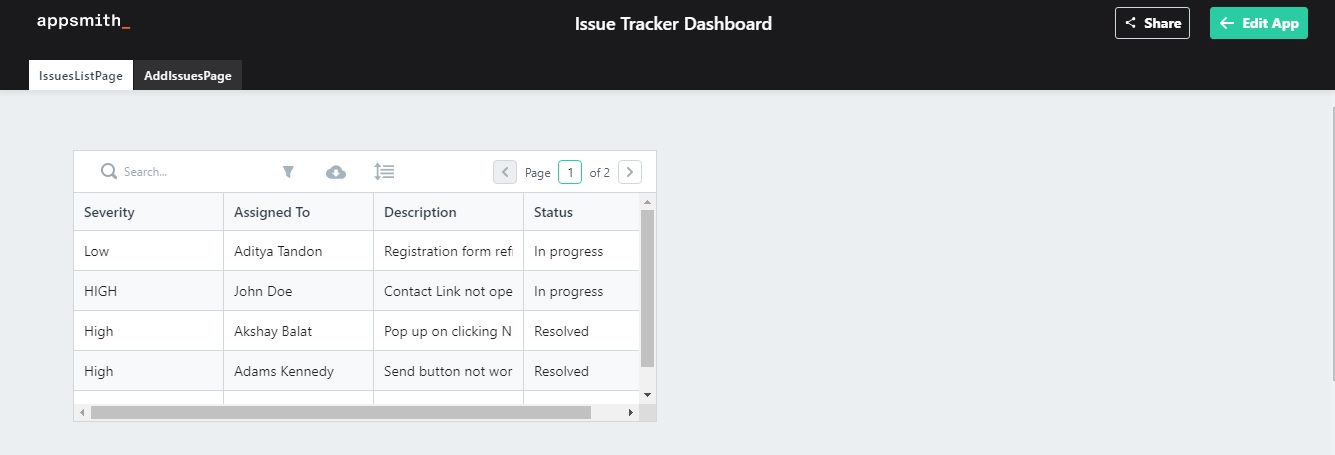 appsmith_
Issue Tracker Dashboard
Share
Edit App
IssuesListPage
AddIssuesPage
Search...
Page 1 of 2
Severity Assigned To Description Status
Low Aditya Tandon Registration form ref In progress
HIGH John Doe Contact Link not ope In progress
High Akshay Balat Pop up on clicking N Resolved
High Adams Kennedy Send button not wor Resolved